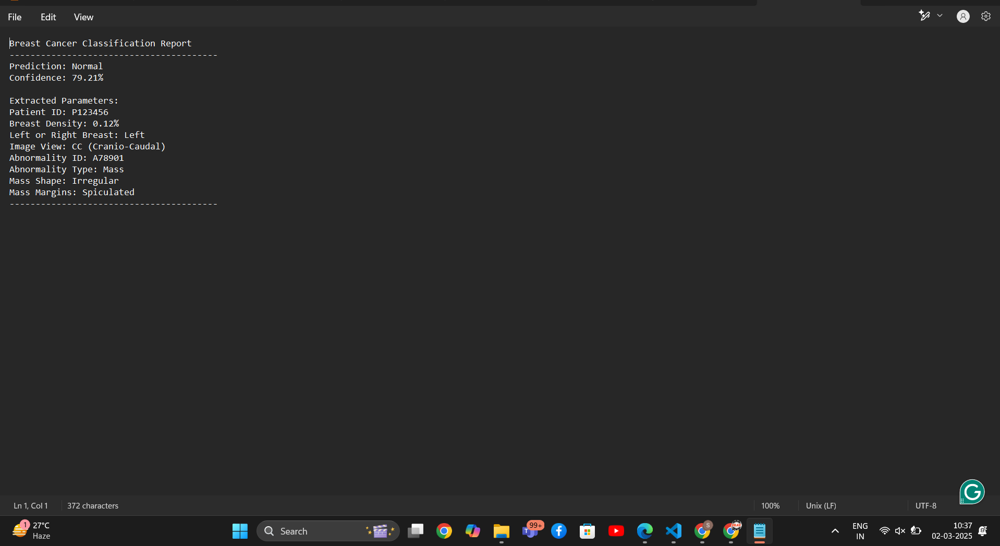 File Edit View
Breast Cancer Classification Report
----------------------------------------
Prediction: Normal
Confidence: 79.21%
Extracted Parameters:
Patient ID: P123456
Breast Density: 0.12%
Left or Right Breast: Left
Image View: CC (Cranio-Caudal)
Abnormality ID: A78901
Abnormality Type: Mass
Mass Shape: Irregular
Mass Margins: Spiculated
----------------------------------------
Ln 1, Col 1 372 characters 100% Unix (LF) UTF-8
1 27°C
Haze
Search
99+
T
S
ENG
IN
10:37
02-03-2025